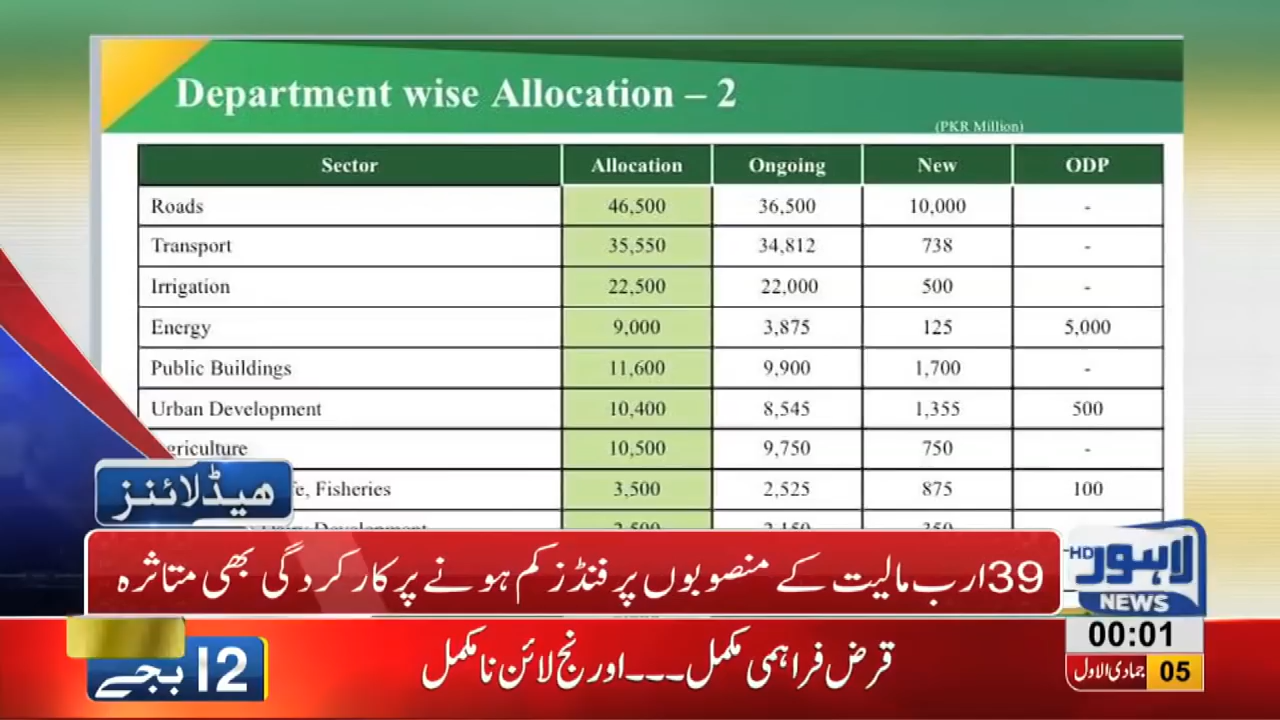 Department wise Allocation – 2
(PKR Million)
Sector Allocation Ongoing New ODP
Roads 46,500 36,500 10,000 -
Transport 35,550 34,812 738 -
Irrigation 22,500 22,000 500 -
Energy 9,000 3,875 125 5,000
Public Buildings 11,600 9,900 1,700 -
Urban Development 10,400 8,545 1,355 500
griculture 10,500 9,750 750 -
fe, Fisheries 3,500 2,525 875 100
ہیڈلائنز
39ارب مالیت کے منصوبوں پر فنڈز کم ہونے پر کارکردگی بھی متاثرہ
لاہور HD
NEWS
قرض فراہمی مکمل۔۔۔اورنج لائن نامکمل
12 بجے
00:01
05 جمادی الاول